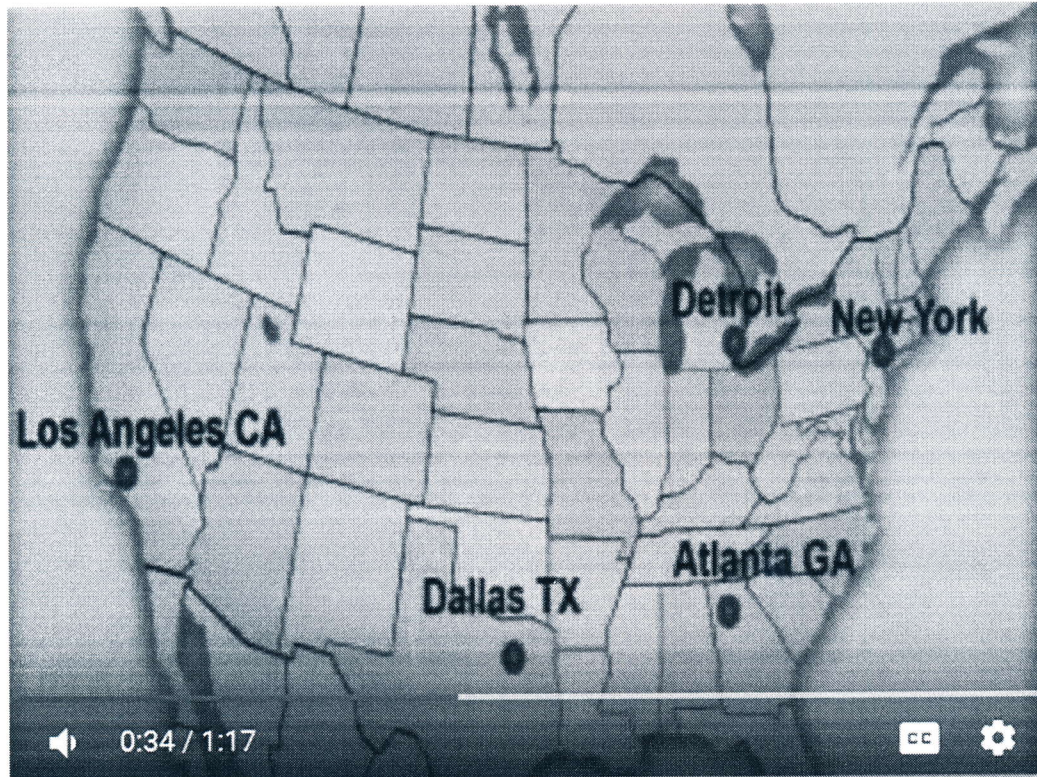 Detroit
New York
Los Angeles CA
Atlanta GA
Dallas TX
0:34 / 1:17
CC